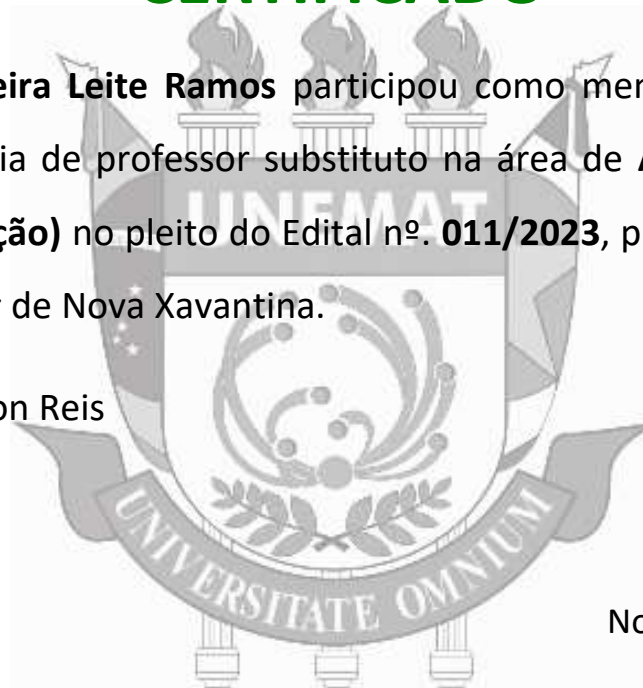 CERTIFICADO
eira Leite Ramos participou como mem
ia de professor substituto na área de A
ção) no pleito do Edital nº. 011/2023, p
r de Nova Xavantina.
on Reis
UNEMAT
UNIVERSITATE OMNIUM
No